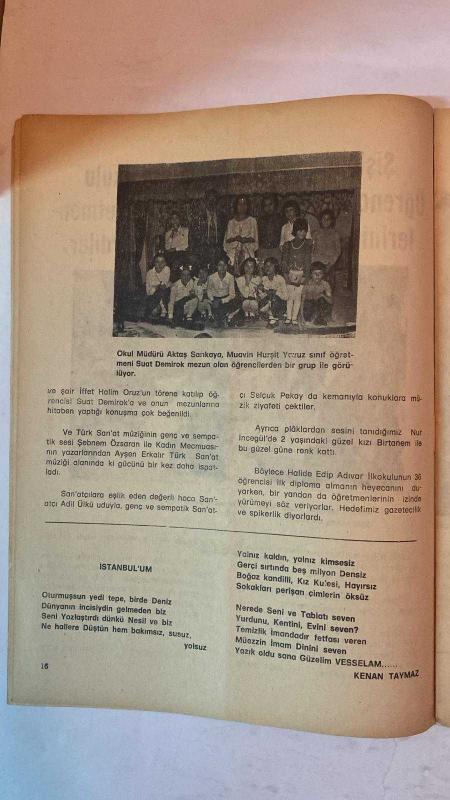 Okul Müdürü Aktaş Sarıkaya, Muavin Hurşit Yavuz sınıf öğret-
meni Suat Demirok mezun olan öğrencilerden bir grup ile görü-
lüyor.
ve şair İffet Halim Oruz'un törene katılıp öğ-
rencisi Suat Demirok'a ve onun mezunlarına
hitaben yaptığı konuşma çok beğenildi.
Ve Türk San'at müziğinin genç ve sempa-
tik sesi Şebnem Özsaran ile Kadın Mecmuası-
nın yazarlarından Ayşen Erkalır Türk San'at
müziği alanında ki gücünü bir kez daha ispat-
ladı.
San'atçılara eşlik eden değerli hoca San'-
atçı Adil Ülkü uduyla, genç ve sempatik San'at-
çı Selçuk Pekay da kemanıyla konuklara mü-
zik ziyafeti çektiler.
Ayrıca plâklardan sesini tanıdığımız Nur
İncegül'de 2 yaşındaki güzel kızı Birtanem ile
bu güzel güne renk kattı.
Böylece Halide Edip Adıvar İlkokulunun 36
öğrencisi ilk diploma almanın heyecanını du-
yarken, bir yandan da öğretmenlerinin izinde
yürümeyi söz veriyorlar. Hedefimiz gazetecilik
ve spikerlik diyorlardı.
İSTANBUL'UM
Oturmuşsun yedi tepe, birde Deniz
Dünyanın incisiydin gelmeden biz
Seni Yozlaştırdı dünkü Nesil ve biz
Ne hallere Düştün hem bakımsız, susuz,
yolsuz
Yalnız kaldın, yalnız kimsesiz
Gerci sırtında beş milyon Densiz
Boğaz kandilli, Kız Ku'esi, Hayırsız
Sokakları perişan çimlerin öksüz
Nerede Seni ve Tabiatı seven
Yurdunu, Kentini, Evini seven?
Temizlik İmandadır fetfası veren
Müezzin İmam Dinini seven
Yazık oldu sana Güzelim VESSELAM......
KENAN TAYMAZ
16